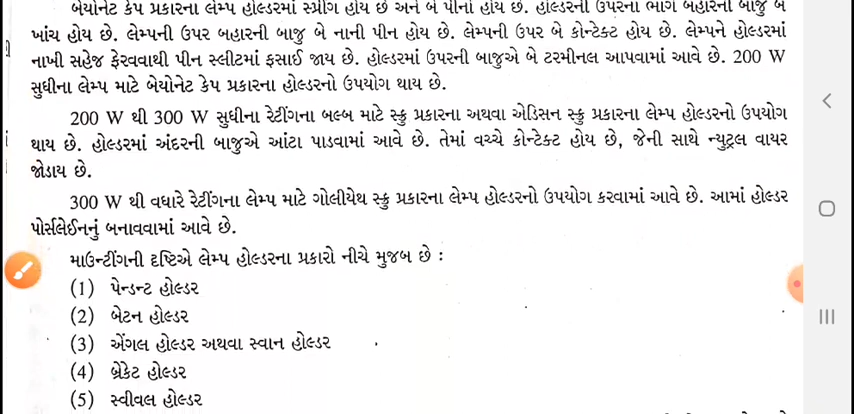 બેયોનેટ કેપ પ્રકારના લેમ્પ હોલ્ડરમાં સ્પ્રીંગ હોય છે અને બે પીનો હોય છે. હોલ્ડરની ઉપરના ભાગે બહારની બાજુ બે
ખાંચ હોય છે. લેમ્પની ઉપર બહારની બાજુ બે નાની પીન હોય છે. લેમ્પની ઉપર બે કોન્ટેક્ટ હોય છે. લેમ્પને હોલ્ડરમાં
નાખી સહેજ ફેરવવાથી પીન સ્લીટમાં ફસાઈ જાય છે. હોલ્ડરમાં ઉપરની બાજુએ બે ટરમીનલ આપવામાં આવે છે. 200 W
સુધીના લેમ્પ માટે બેયોનેટ કેપ પ્રકારના હોલ્ડરનો ઉપયોગ થાય છે.
200 W થી 300 W સુધીના રેટીંગના બલ્બ માટે સ્ક્રુ પ્રકારના અથવા એડિસન સ્ક્રુ પ્રકારના લેમ્પ હોલ્ડરનો ઉપયોગ
થાય છે. હોલ્ડરમાં અંદરની બાજુએ આંટા પાડવામાં આવે છે. તેમાં વચ્ચે કોન્ટેક્ટ હોય છે, જેની સાથે ન્યુટ્રલ વાયર
જોડાય છે.
300 W થી વધારે રેટીંગના લેમ્પ માટે ગોલીયેથ સ્ક્રુ પ્રકારના લેમ્પ હોલ્ડરનો ઉપયોગ કરવામાં આવે છે. આમાં હોલ્ડર
પોર્સલેઈનનું બનાવવામાં આવે છે.
માઉન્ટીંગની દૃષ્ટિએ લેમ્પ હોલ્ડરના પ્રકારો નીચે મુજબ છે :
(1) પેન્ડન્ટ હોલ્ડર
(2) બેટન હોલ્ડર
(3) એંગલ હોલ્ડર અથવા સ્વાન હોલ્ડર
(4) બ્રેકેટ હોલ્ડર
(5) સ્વીવલ હોલ્ડર